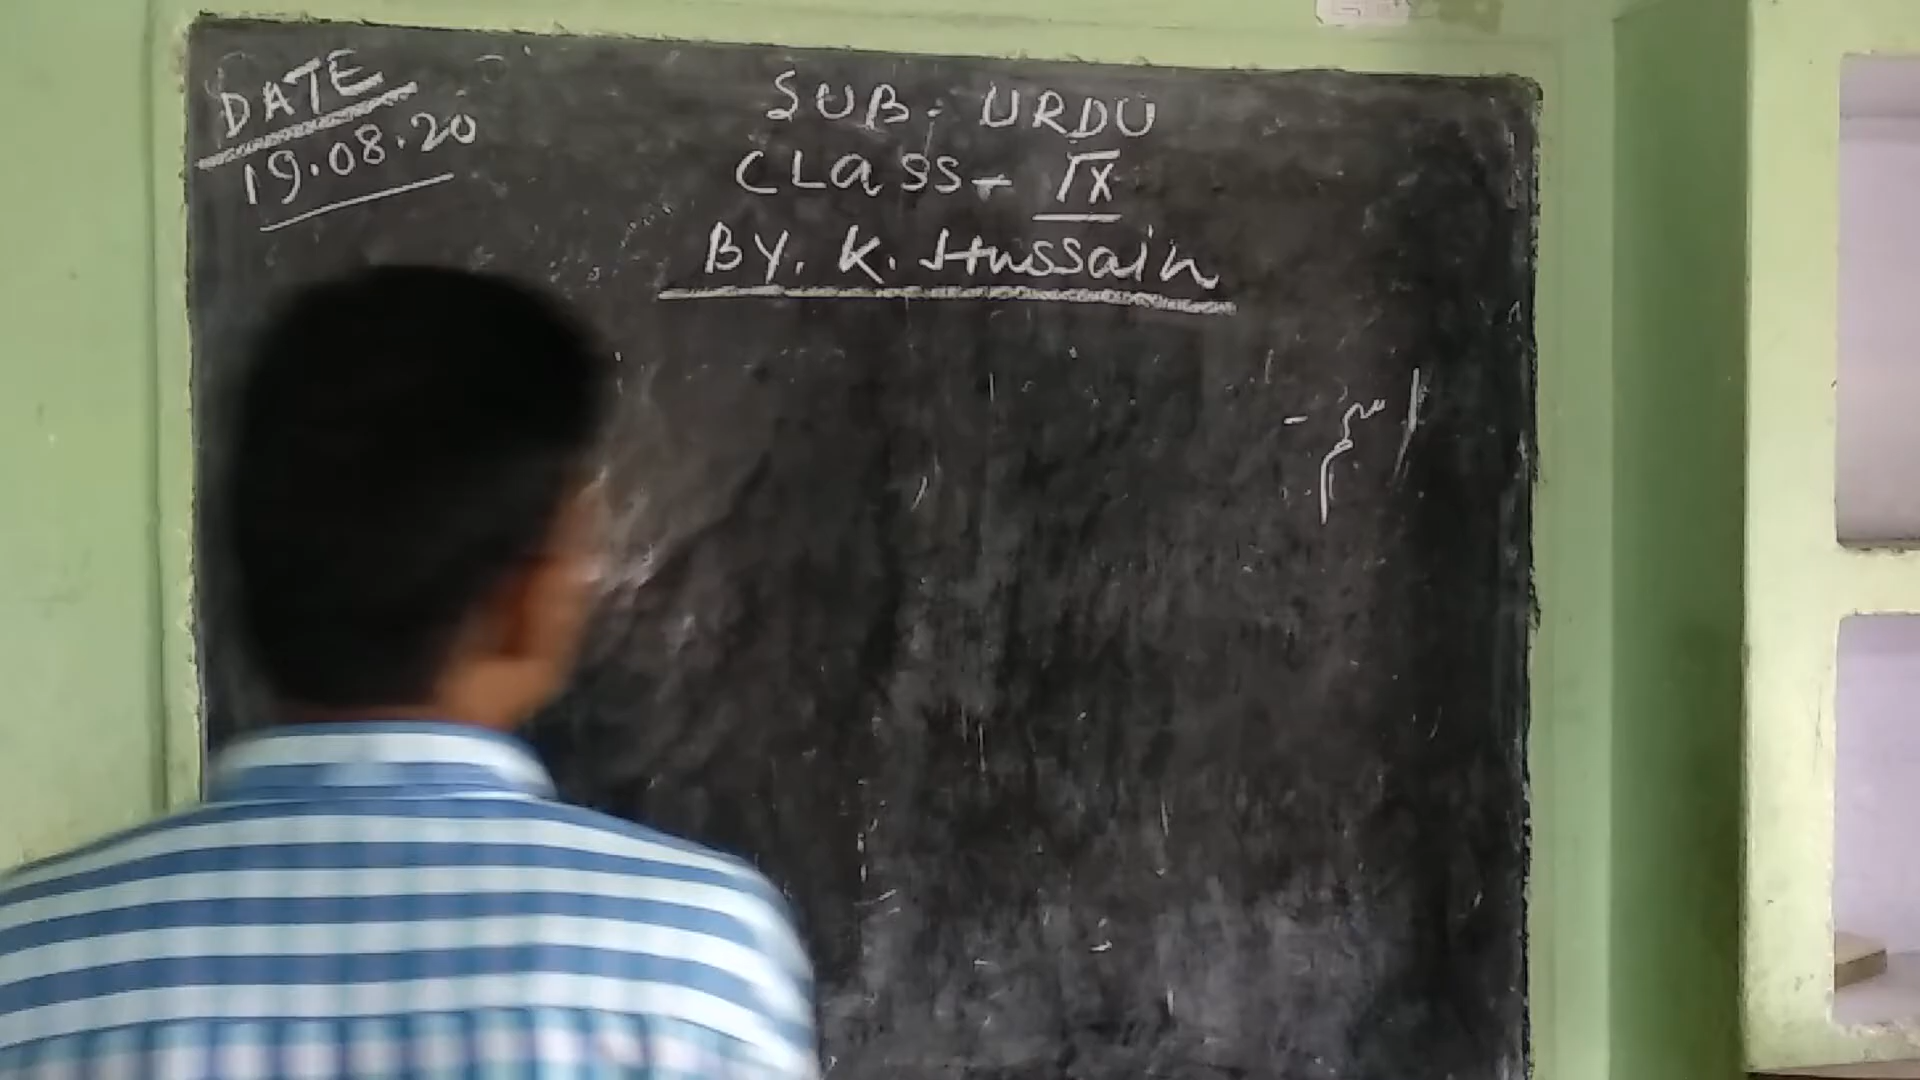 DATE
19.08.20
SUB. URDU
CLASS - IX
BY. K. Hussain
اسم -